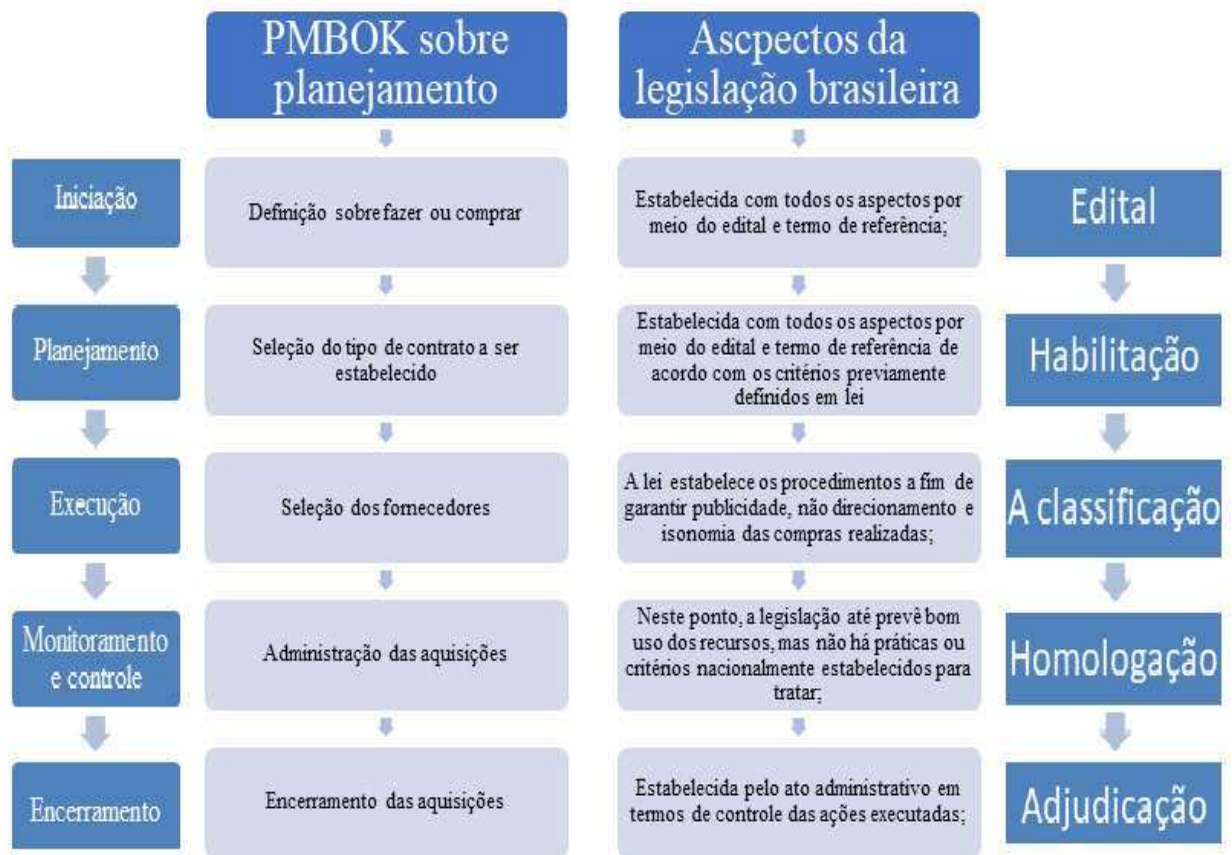 PMBOK sobre
planejamento
Ascpectos da
legislação brasileira
Iniciação
Definição sobre fazer ou comprar
Estabelecida com todos os aspectos por
meio do edital e termo de referência;
Edital
Planejamento
Seleção do tipo de contrato a ser
estabelecido
Estabelecida com todos os aspectos por
meio do edital e termo de referência de
acordo com os critérios previamente
definidos em lei
Habilitação
Execução
Seleção dos fornecedores
A lei estabelece os procedimentos a fim de
garantir publicidade, não direcionamento e
isonomia das compras realizadas;
A classificação
Monitoramento
e controle
Administração das aquisições
Neste ponto, a legislação até prevê bom
uso dos recursos, mas não há práticas ou
critérios nacionalmente estabelecidos para
tratar;
Homologação
Encerramento
Encerramento das aquisições
Estabelecida pelo ato administrativo em
termos de controle das ações executadas;
Adjudicação